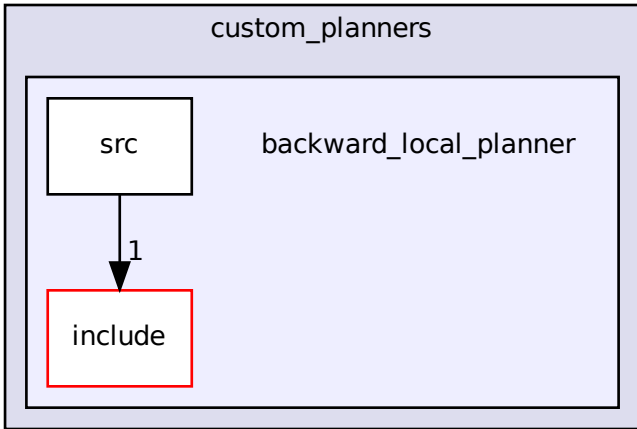 custom_planners
src
backward_local_planner
1
include